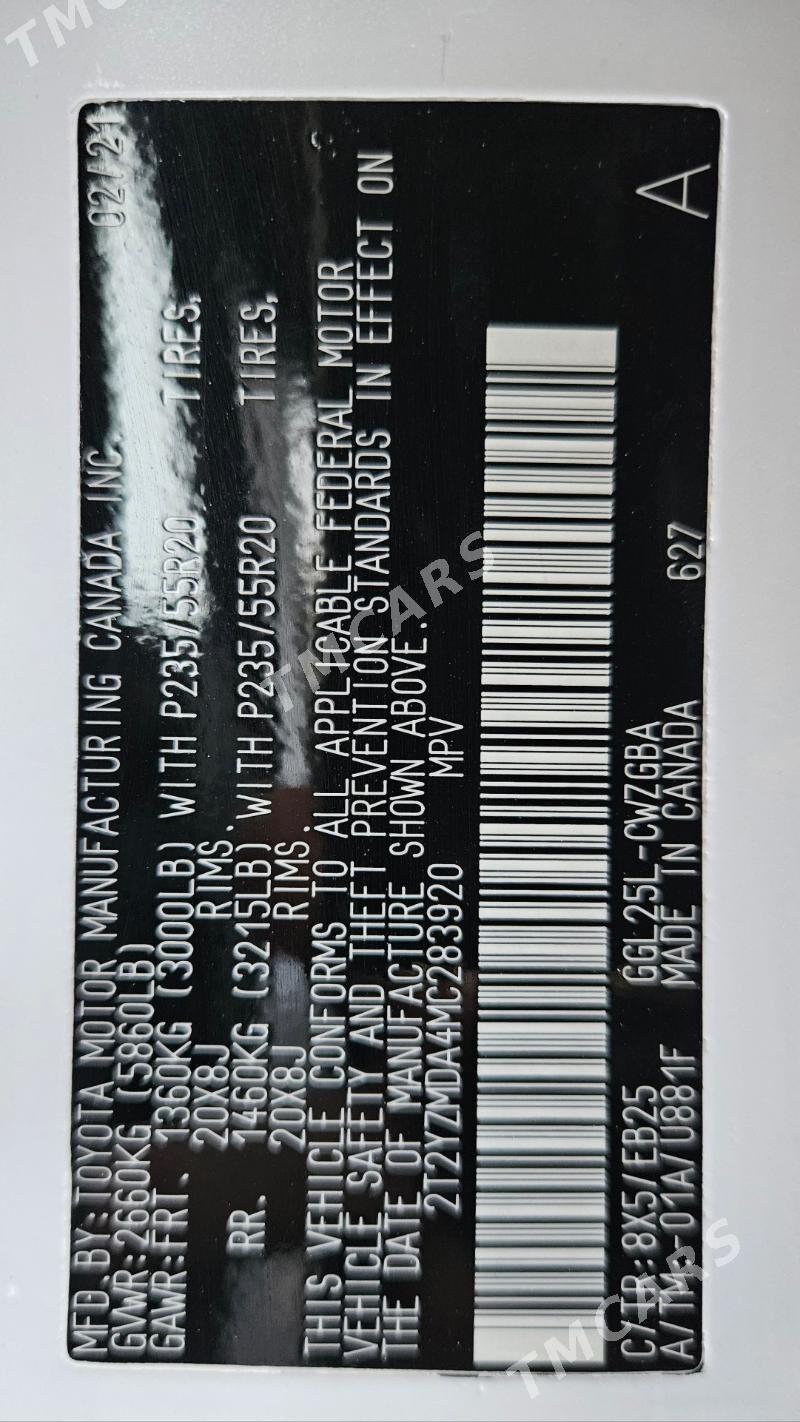 MFD.BY:TOYOTA MOTOR MANUFACTURING CANADA INC. 02/21
GVWR:2660KG (5860LB)
GAWR:FRT. 1360KG (3000LB) WITH P235/55R20 TIRES,
20X8J RIMS.
RR. 1460KG (3215LB) WITH P235/55R20 TIRES,
20X8J RIMS.
THIS VEHICLE CONFORMS TO ALL APPLICABLE FEDERAL MOTOR
VEHICLE SAFETY AND THEFT PREVENTION STANDARDS IN EFFECT ON
THE DATE OF MANUFACTURE SHOWN ABOVE.
2T2YZMDA4MC283920 MPV
C/TR:8X5/EB25 GGL25L-CWZGBA A
A/TM:-01A/U881F MADE IN CANADA 627
TMCARS
TMCARS